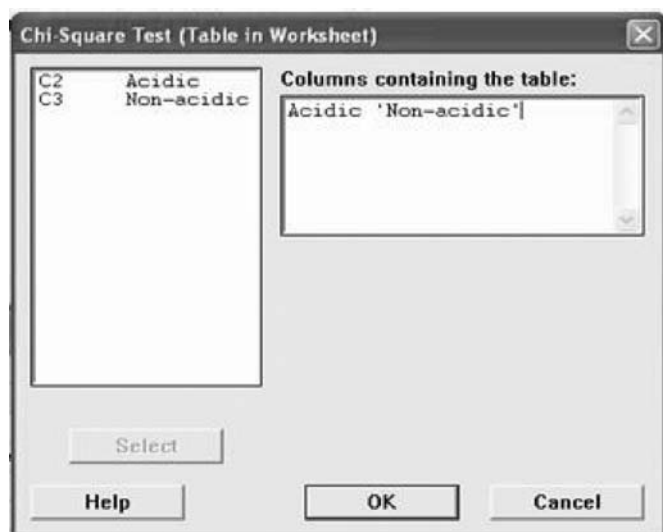 Chi-Square Test (Table in Worksheet)
C2 Acidic
C3 Non-acidic
Columns containing the table:
Acidic 'Non-acidic'
Select
Help
OK
Cancel